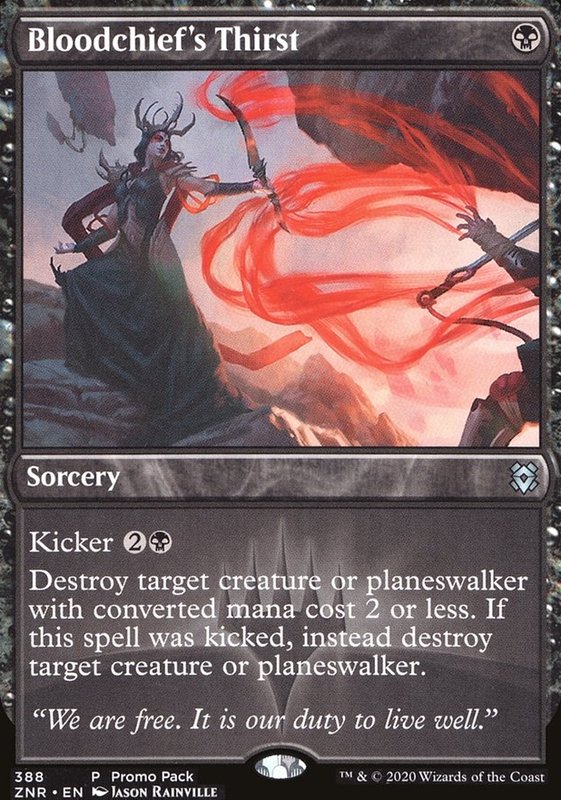 Bloodchief's Thirst
Sorcery
Kicker 2
Destroy target creature or planeswalker
with converted mana cost 2 or less. If
this spell was kicked, instead destroy
target creature or planeswalker.
“We are free. It is our duty to live well.”
388 P Promo Pack
ZNR • EN JASON RAINVILLE
™ & © 2020 Wizards of the Coast